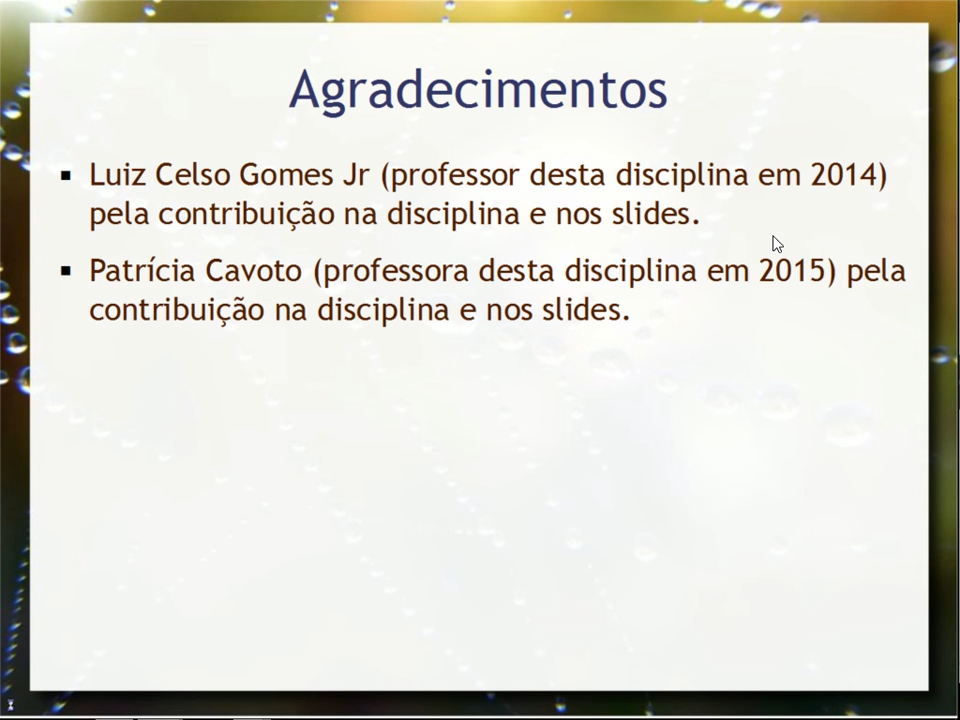 Agradecimentos
▪ Luiz Celso Gomes Jr (professor desta disciplina em 2014)
pela contribuição na disciplina e nos slides.
▪ Patrícia Cavoto (professora desta disciplina em 2015) pela
contribuição na disciplina e nos slides.